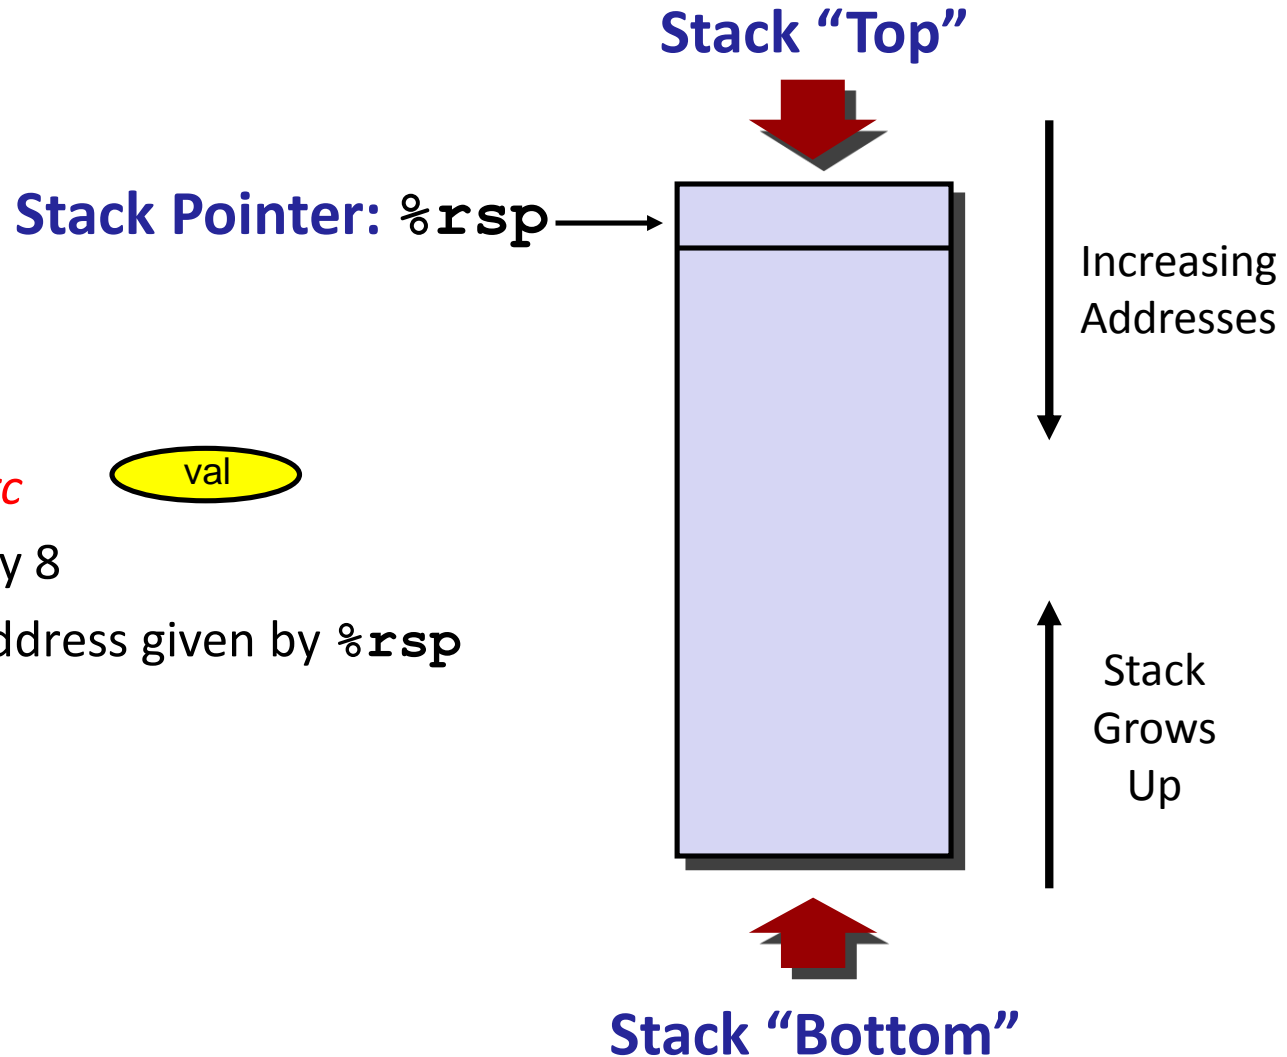 Stack “Top”
Stack Pointer: %rsp
Increasing
Addresses
val
y 8
ddress given by %rsp
Stack
Grows
Up
Stack “Bottom”